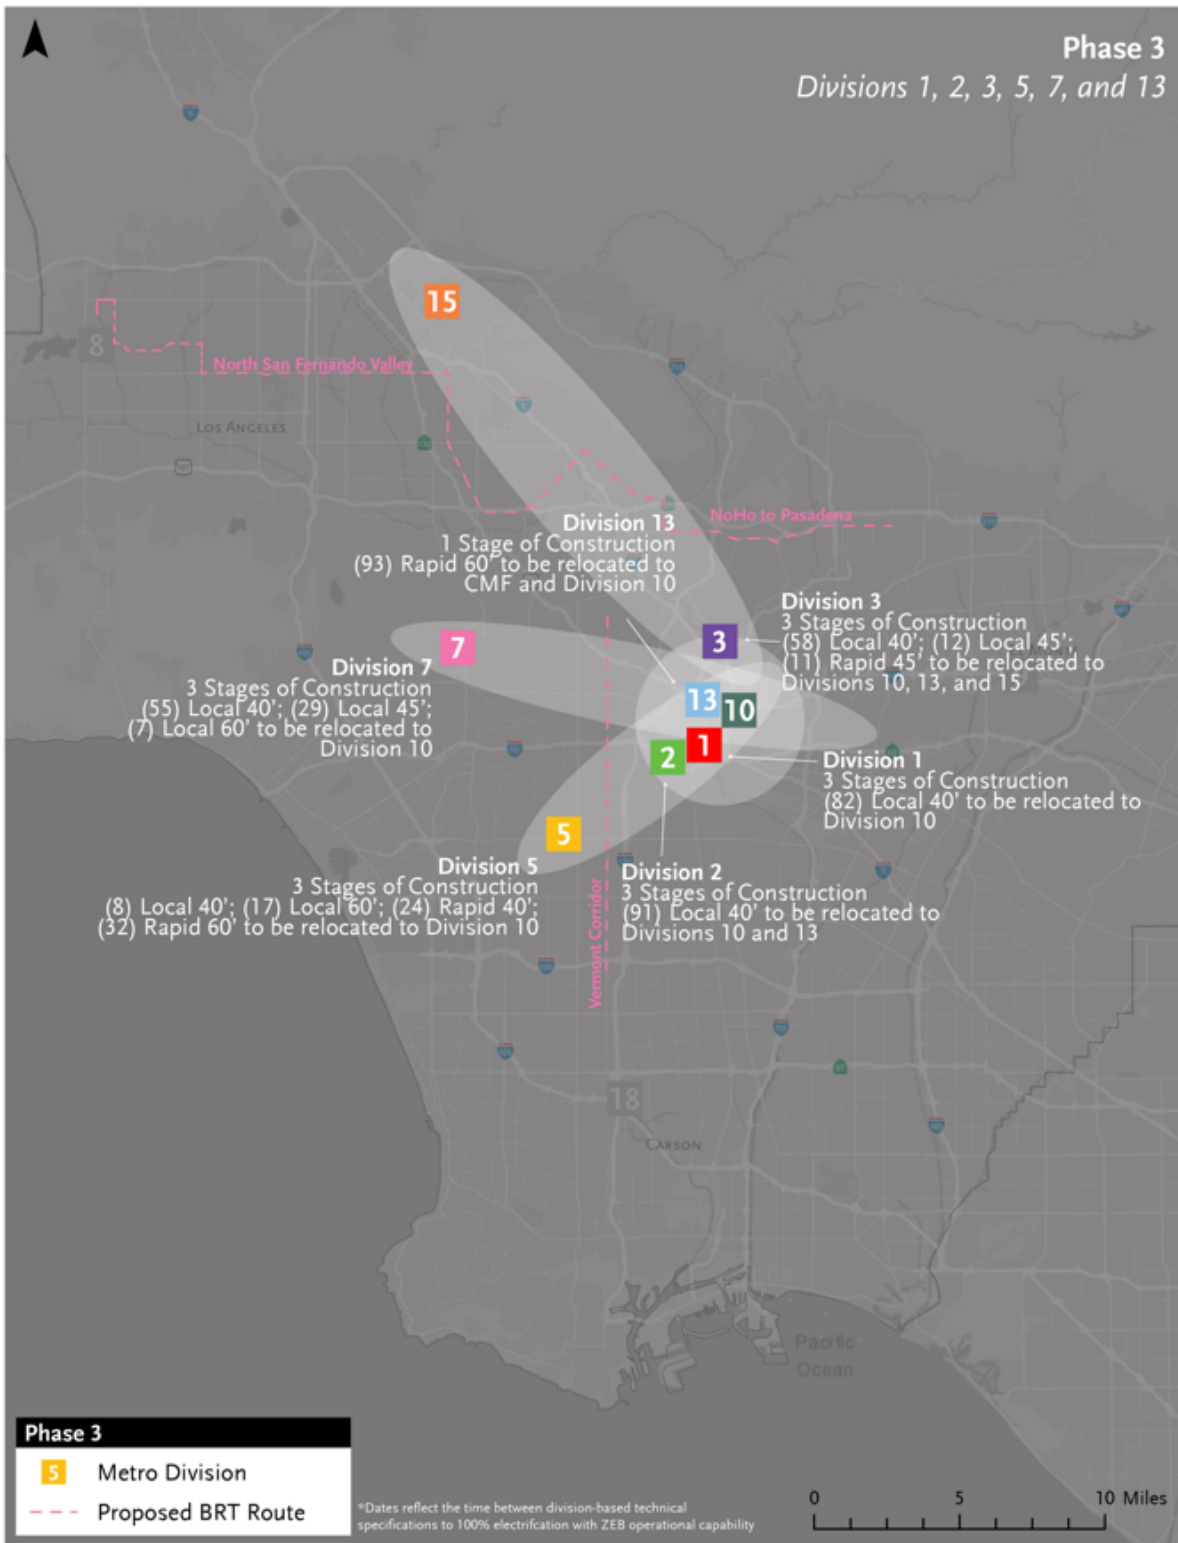 Phase 3
Divisions 1, 2, 3, 5, 7, and 13
15
8
North San Fernando Valley
Los Angeles
101
NoHo to Pasadena
Division 13
1 Stage of Construction
(93) Rapid 60' to be relocated to
CMF and Division 10
Division 3
3 Stages of Construction
(58) Local 40'; (12) Local 45';
(11) Rapid 45' to be relocated to
Divisions 10, 13, and 15
3
7
Division 7
3 Stages of Construction
(55) Local 40'; (29) Local 45';
(7) Local 60' to be relocated to
Division 10
13
10
1
2
Division 1
3 Stages of Construction
(82) Local 40' to be relocated to
Division 10
5
Division 5
3 Stages of Construction
(8) Local 40'; (17) Local 60'; (24) Rapid 40';
(32) Rapid 60' to be relocated to Division 10
Division 2
3 Stages of Construction
(91) Local 40' to be relocated to
Divisions 10 and 13
Vermont Corridor
18
Carson
Pacific
Ocean
Phase 3
5 Metro Division
Proposed BRT Route
*Dates reflect the time between division-based technical
specifications to 100% electrifcation with ZEB operational capability
0 5 10 Miles